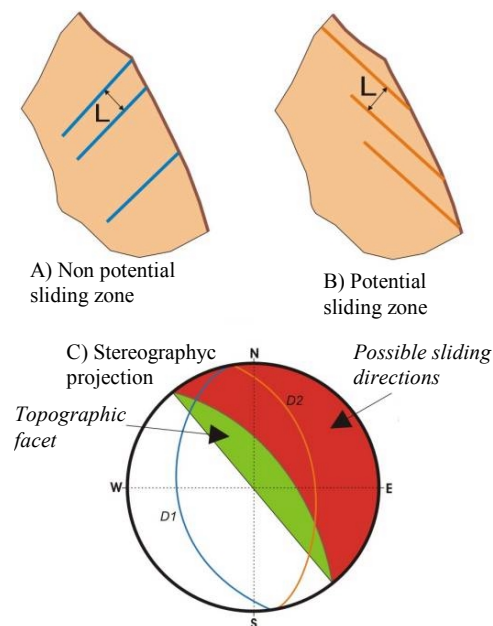 L
L
A) Non potential
sliding zone
B) Potential
sliding zone
C) Stereographyc
projection
Possible sliding
directions
Topographic
facet
N
D2
W
E
D1
S